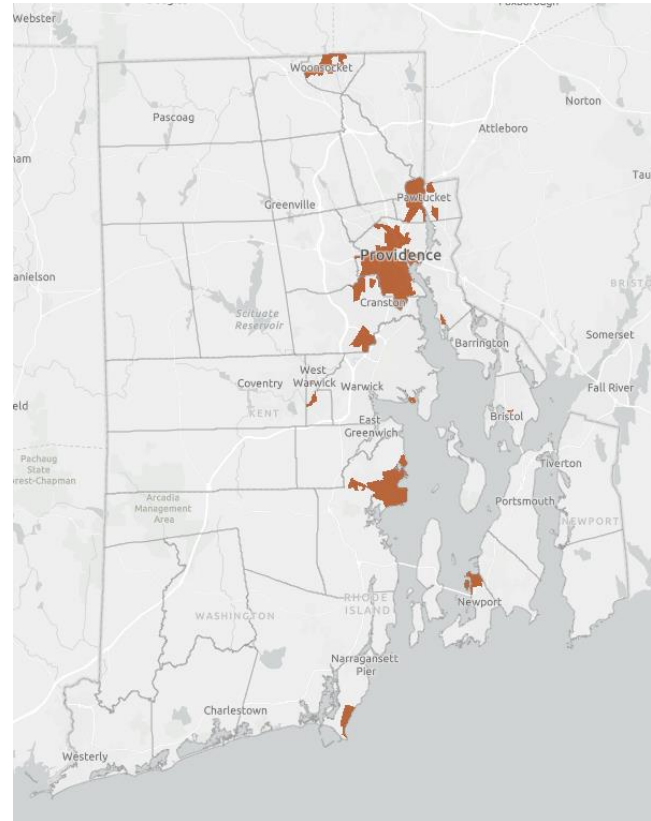 Webster
Woonsocket
Pascoag
Norton
Attleboro
Pawtucket
Greenville
Providence
Cranston
Scituate
Reservoir
Somerset
Barrington
West
Warwick
Coventry
Warwick
Fall River
KENT
Bristol
East
Greenwich
Pachaug
State
Tiverton
Arcadia
Management
Area
Portsmouth
NEWPORT
RHODE
ISLAND
Newport
WASHINGTON
Narragansett
Pier
Charlestown
Westerly